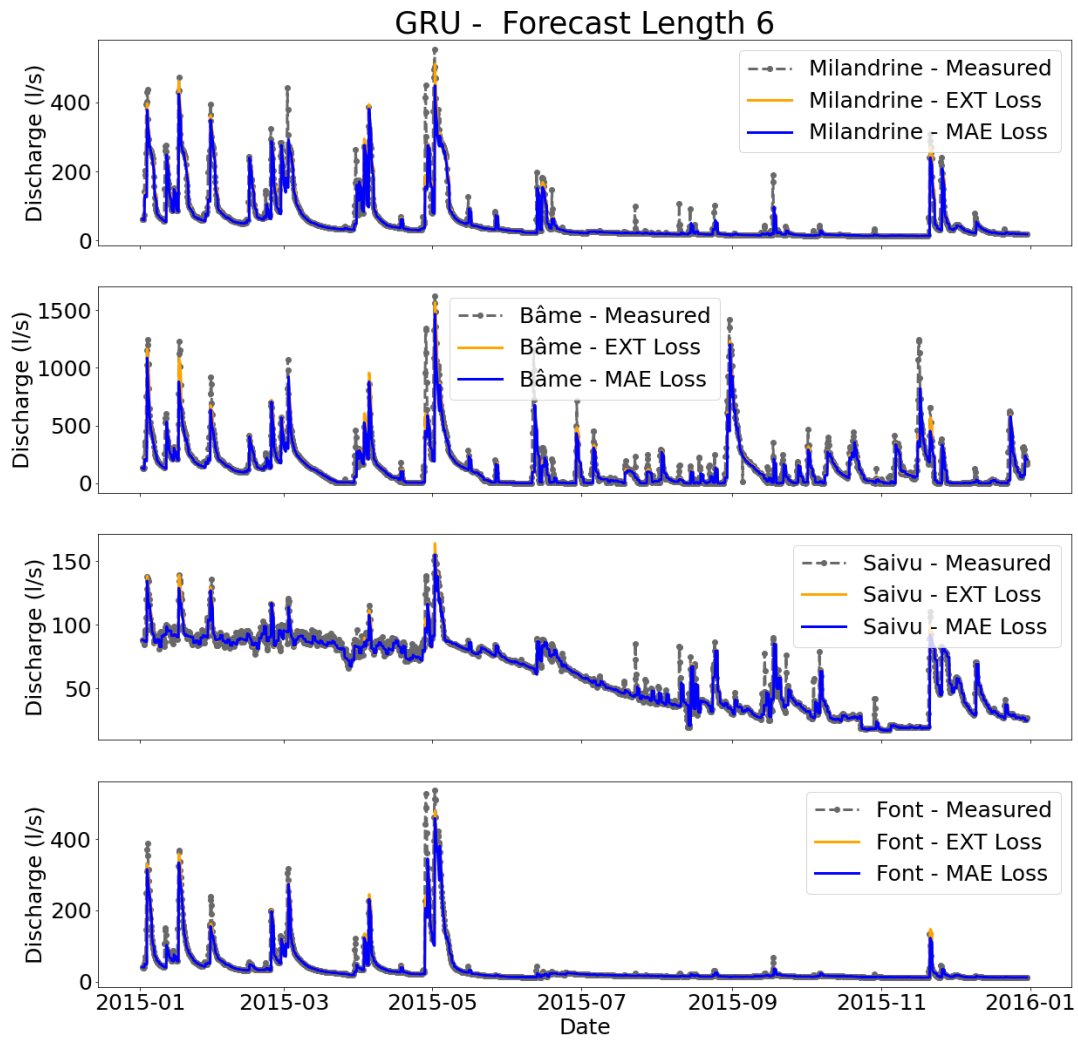 GRU -  Forecast Length 6
Discharge (l/s)
400
200
0
Milandrine - Measured
Milandrine - EXT Loss
Milandrine - MAE Loss
Discharge (l/s)
1500
1000
500
0
Bâme - Measured
Bâme - EXT Loss
Bâme - MAE Loss
Discharge (l/s)
150
100
50
Saivu - Measured
Saivu - EXT Loss
Saivu - MAE Loss
Discharge (l/s)
400
200
0
Font - Measured
Font - EXT Loss
Font - MAE Loss
2015-01 2015-03 2015-05 2015-07 2015-09 2015-11 2016-01
Date